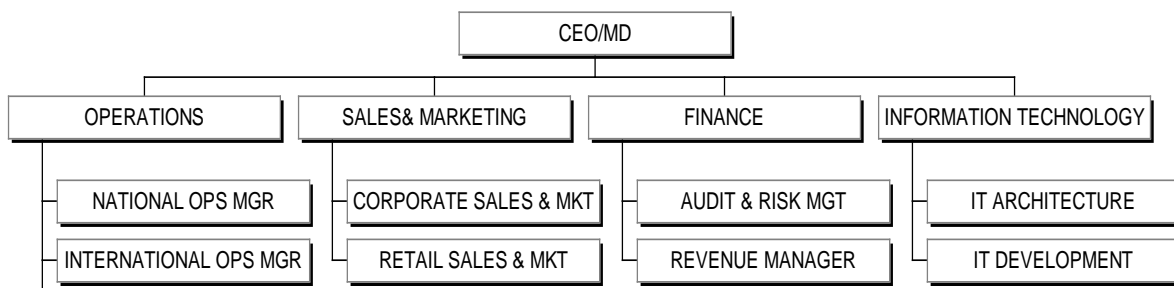 CEO/MD
OPERATIONS
SALES& MARKETING
FINANCE
INFORMATION TECHNOLOGY
NATIONAL OPS MGR
CORPORATE SALES & MKT
AUDIT & RISK MGT
IT ARCHITECTURE
INTERNATIONAL OPS MGR
RETAIL SALES & MKT
REVENUE MANAGER
IT DEVELOPMENT